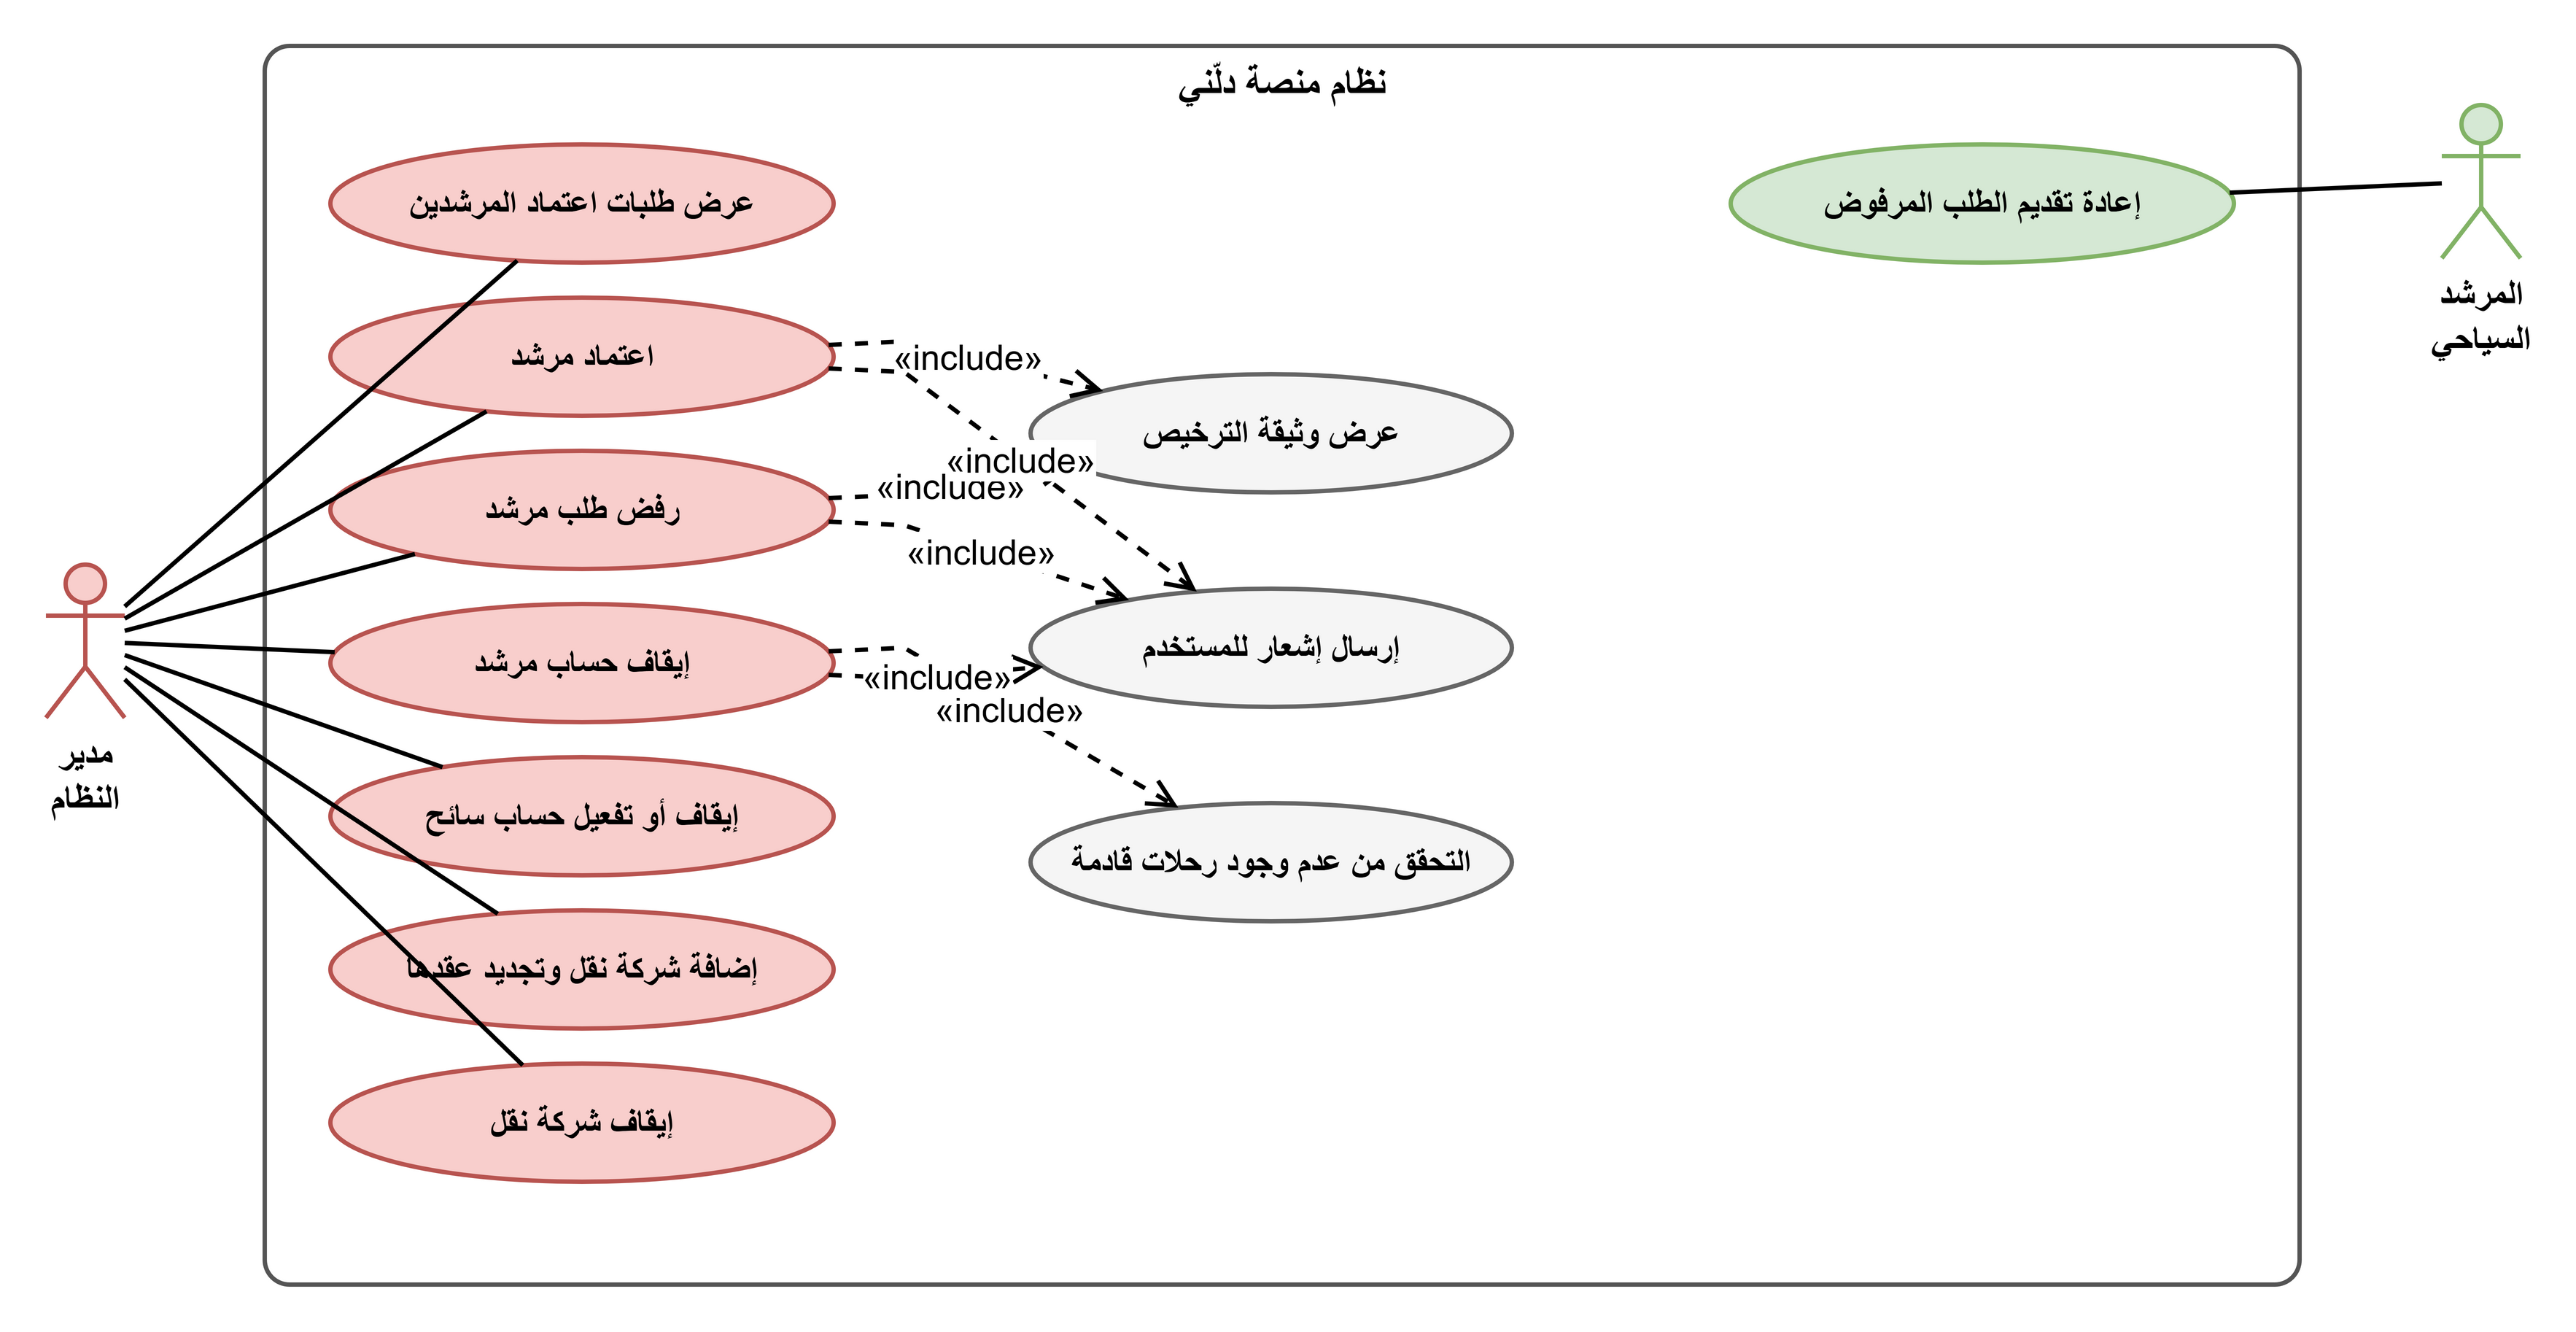 نظام منصة دلّني
عرض طلبات اعتماد المرشدين
إعادة تقديم الطلب المرفوض
المرشد
السياحي
اعتماد مرشد
«include»
عرض وثيقة الترخيص
«include»
«include»
رفض طلب مرشد
«include»
إرسال إشعار للمستخدم
إيقاف حساب مرشد
«include»
«include»
مدير
النظام
إيقاف أو تفعيل حساب سائح
التحقق من عدم وجود رحلات قادمة
إضافة شركة نقل وتجديد عقدها
إيقاف شركة نقل